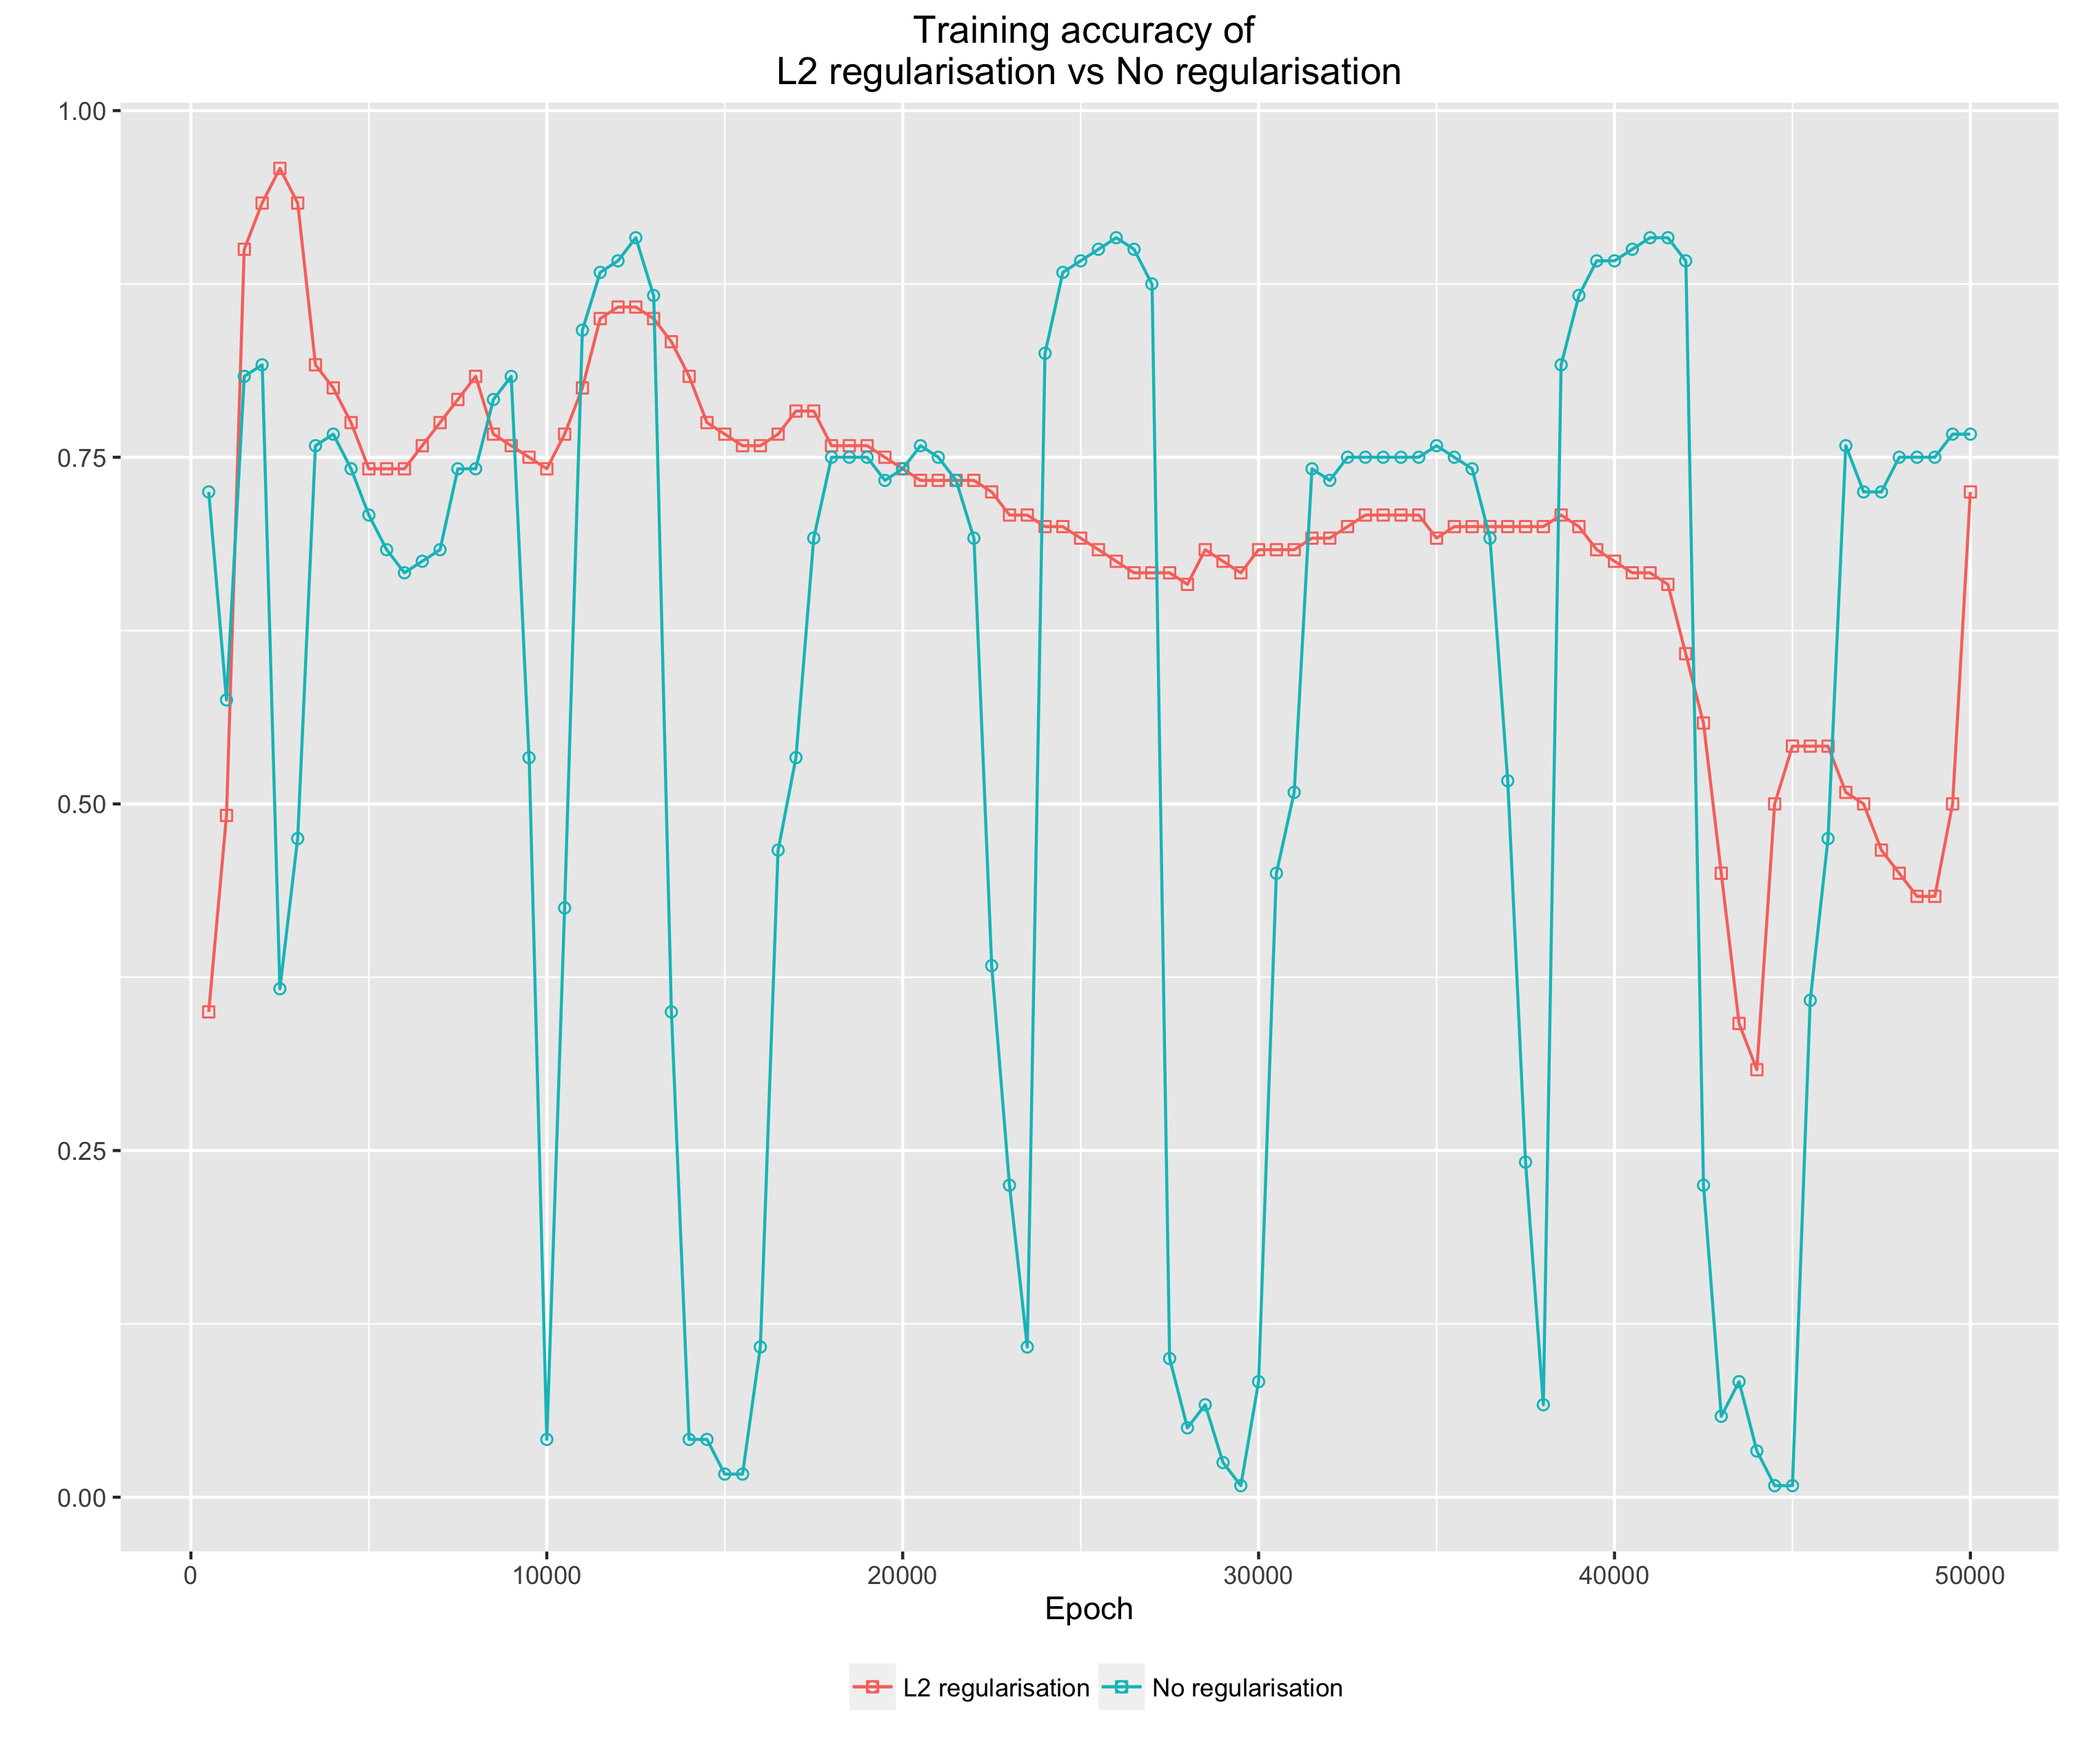 Training accuracy of
L2 regularisation vs No regularisation
1.00
0.75
0.50
0.25
0.00
0 10000 20000 30000 40000 50000
Epoch
L2 regularisation No regularisation